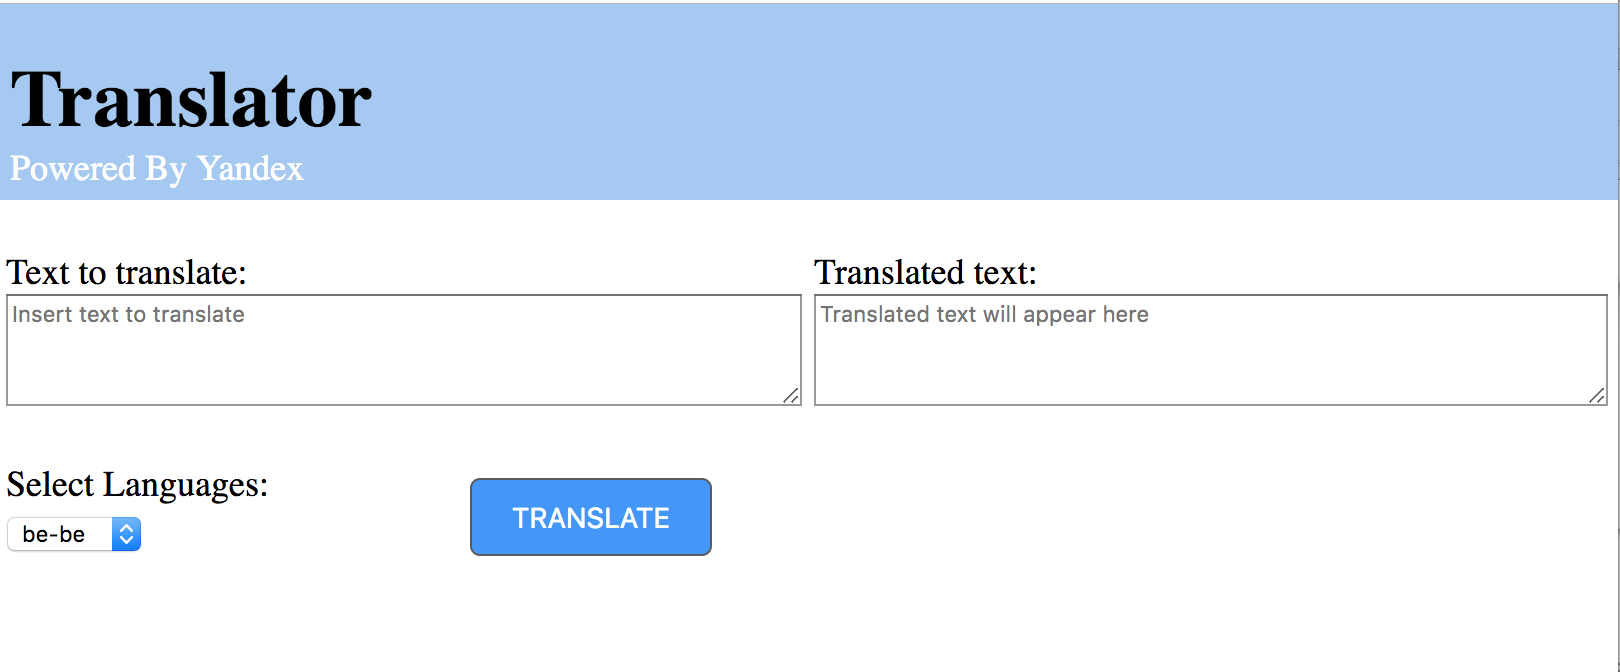 Translator
Powered By Yandex
Text to translate:
Insert text to translate
Translated text:
Translated text will appear here
Select Languages:
be-be
TRANSLATE